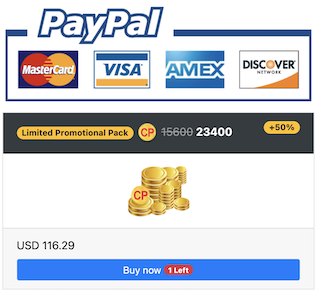 PayPal
MasterCard VISA AMEX DISCOVER
NETWORK
Limited Promotional Pack CP 15600 23400 +50%
CP
USD 116.29
Buy now 1 Left